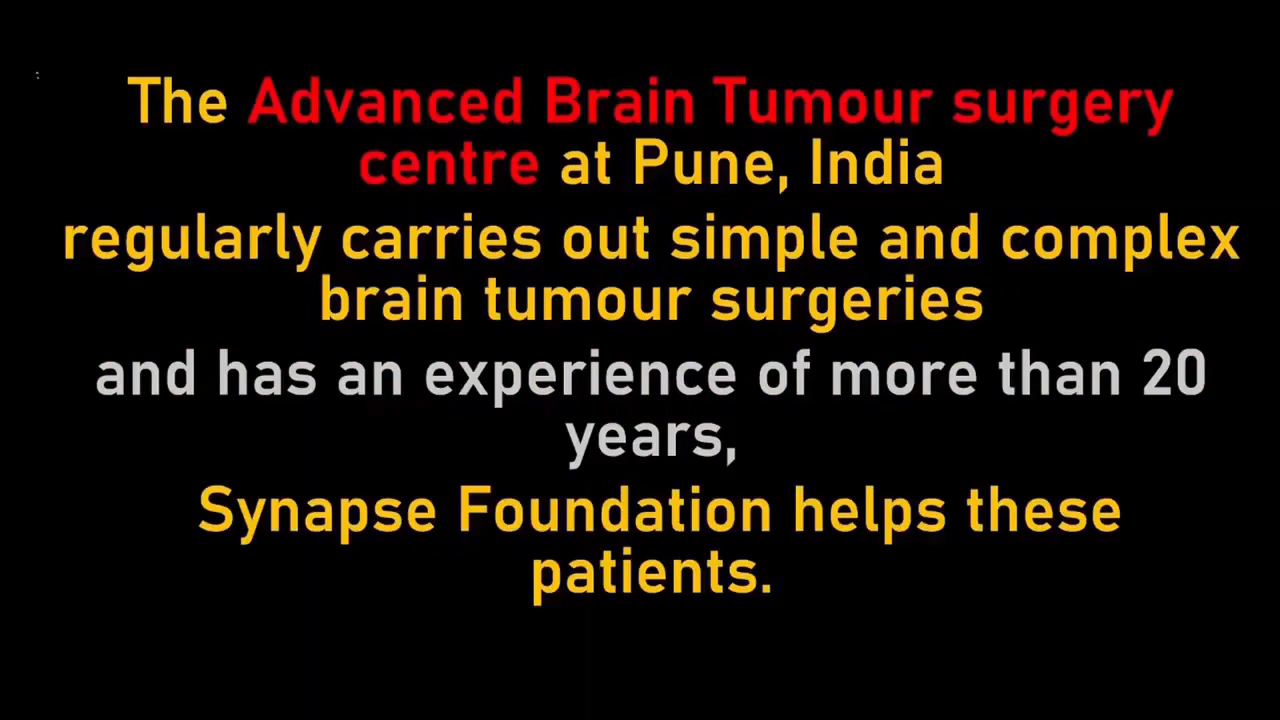 The Advanced Brain Tumour surgery
centre at Pune, India
regularly carries out simple and complex
brain tumour surgeries
and has an experience of more than 20
years,
Synapse Foundation helps these
patients.